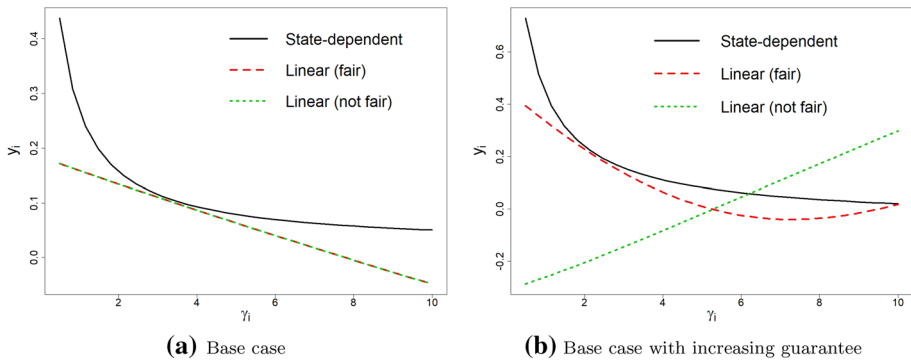 State-dependent
Linear (fair)
Linear (not fair)
yᵢ
0.4
0.3
0.2
0.1
0.0
2
4
6
8
10
γᵢ
(a) Base case
State-dependent
Linear (fair)
Linear (not fair)
yᵢ
0.6
0.4
0.2
0.0
-0.2
2
4
6
8
10
γᵢ
(b) Base case with increasing guarantee